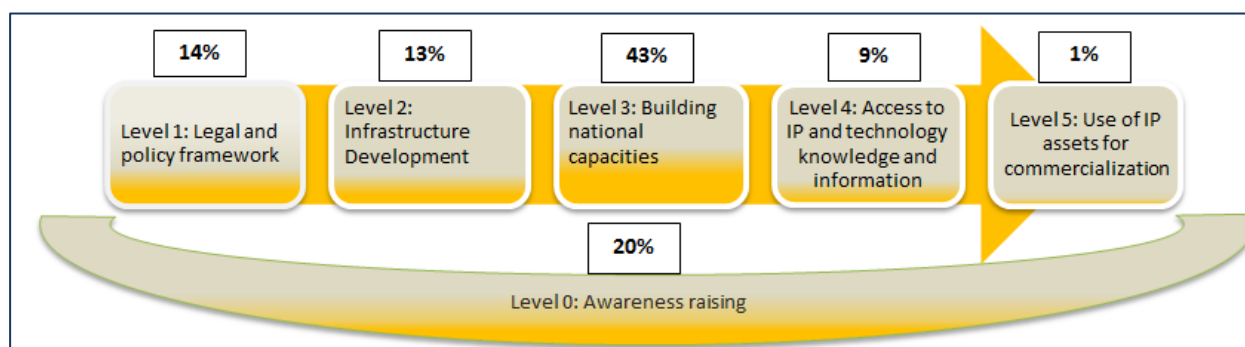 14%
13%
43%
9%
1%
Level 1: Legal and
policy framework
Level 2:
Infrastructure
Development
Level 3: Building
national
capacities
Level 4: Access to
IP and technology
knowledge and
information
Level 5: Use of IP
assets for
commercialization
20%
Level 0: Awareness raising